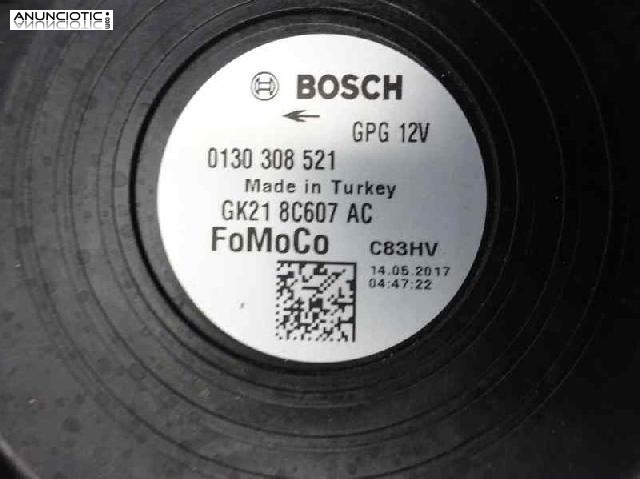 ANUNCIOTIC.es
BOSCH
GPG 12V
0130 308 521
Made in Turkey
GK21 8C607 AC
FoMoCo C83HV
14.05.2017
04:47:22